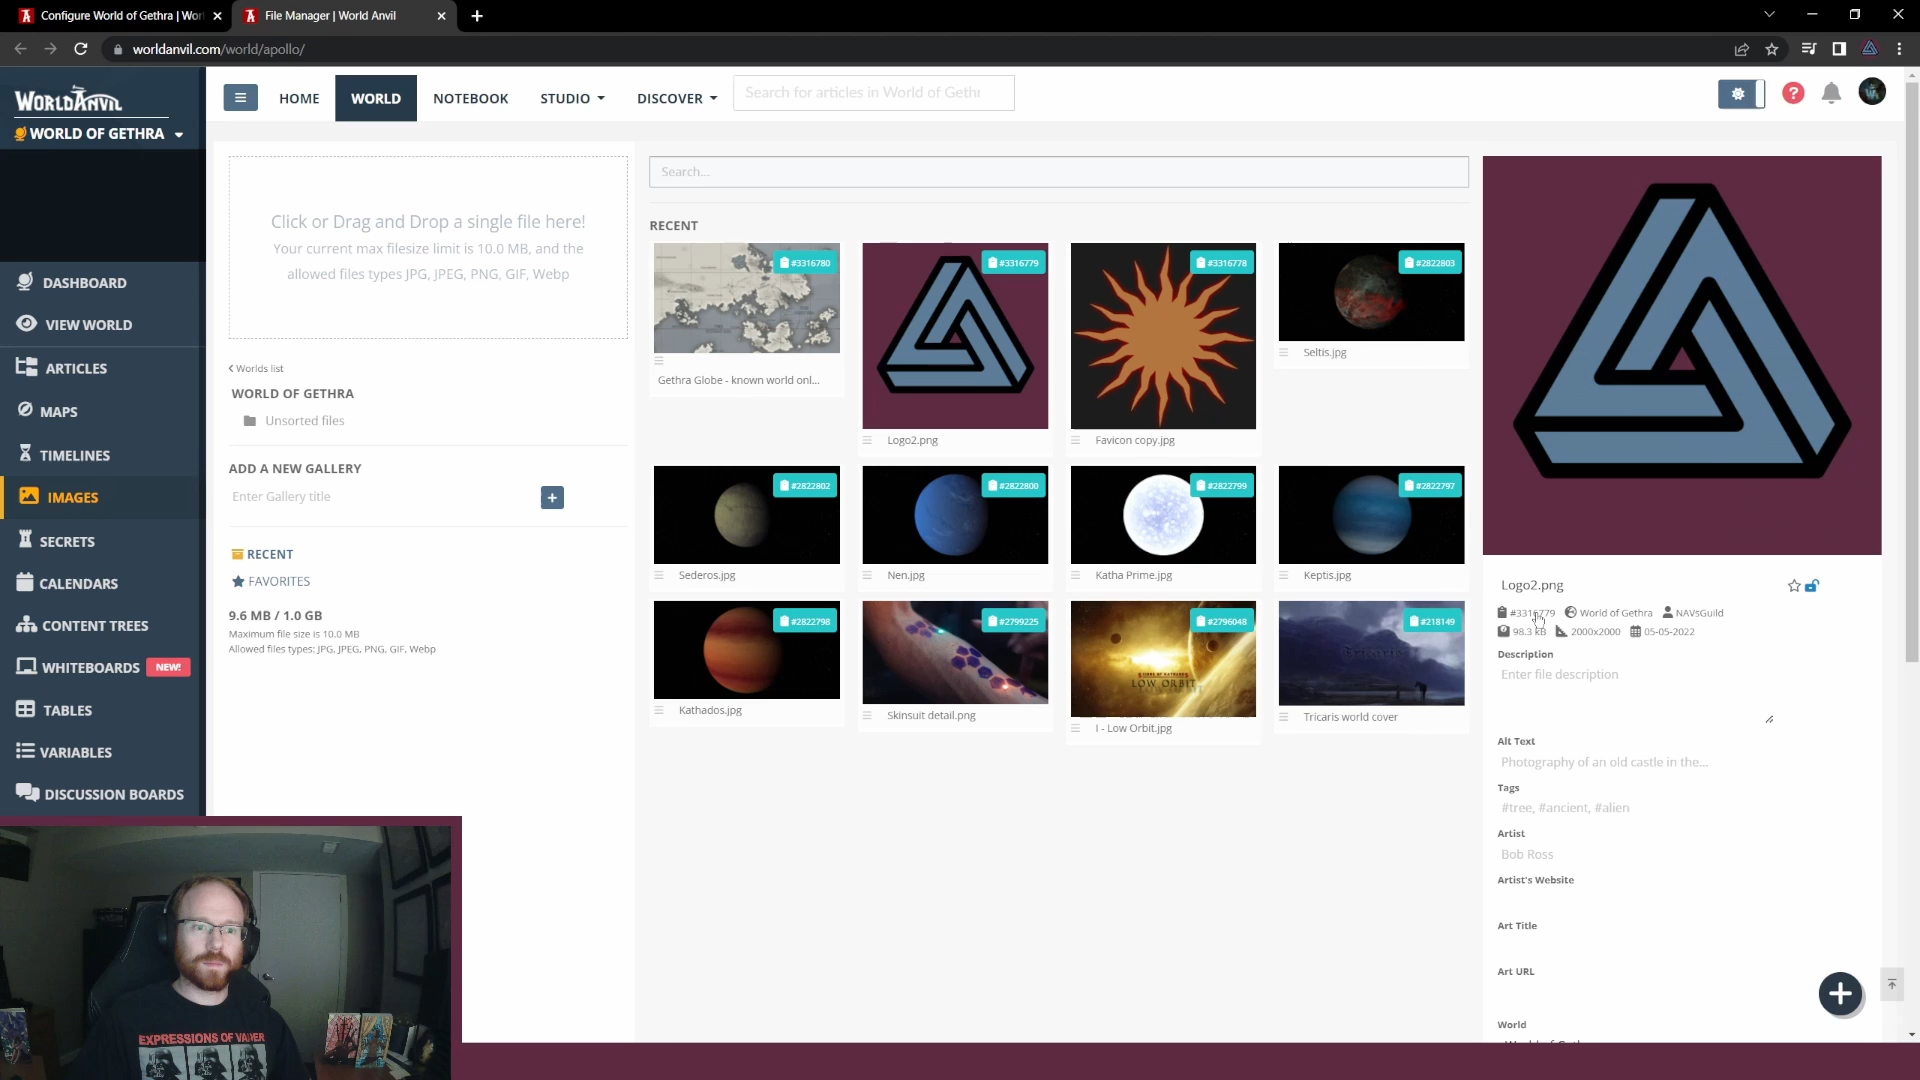 Configure World of Gethra | Wor
File Manager | World Anvil
worldanvil.com/world/apollo/
WORLDANVIL
WORLD OF GETHRA
HOME
WORLD
NOTEBOOK
STUDIO
DISCOVER
Search for articles in World of Geth
DASHBOARD
VIEW WORLD
ARTICLES
MAPS
TIMELINES
IMAGES
SECRETS
CALENDARS
CONTENT TREES
WHITEBOARDS NEW!
TABLES
VARIABLES
DISCUSSION BOARDS
Click or Drag and Drop a single file here!
Your current max filesize limit is 10.0 MB, and the
allowed files types JPG, JPEG, PNG, GIF, Webp
Worlds list
WORLD OF GETHRA
Unsorted files
ADD A NEW GALLERY
Enter Gallery title
RECENT
FAVORITES
9.6 MB / 1.0 GB
Maximum file size is 10.0 MB
Allowed files types: JPG, JPEG, PNG, GIF, Webp
Search...
RECENT
#3316780
#3316779
#3316778
#2822803
Seltis.jpg
Gethra Globe - known world onl...
Logo2.png
Favicon copy.jpg
#2822802
#2822800
#2822799
#2822797
Sederos.jpg
Nen.jpg
Katha Prime.jpg
Keptis.jpg
#2822798
#2799225
#2796048
#218149
LOW ORBIT
Tricaris
Kathados.jpg
Skinsuit detail.png
I - Low Orbit.jpg
Tricaris world cover
Logo2.png
#3316779 World of Gethra NAVsGuild
98.3 kB 2000x2000 05-05-2022
Description
Enter file description
Alt Text
Photography of an old castle in the...
Tags
#tree, #ancient, #alien
Artist
Bob Ross
Artist's Website
Art Title
Art URL
World
EXPRESSIONS OF VADER